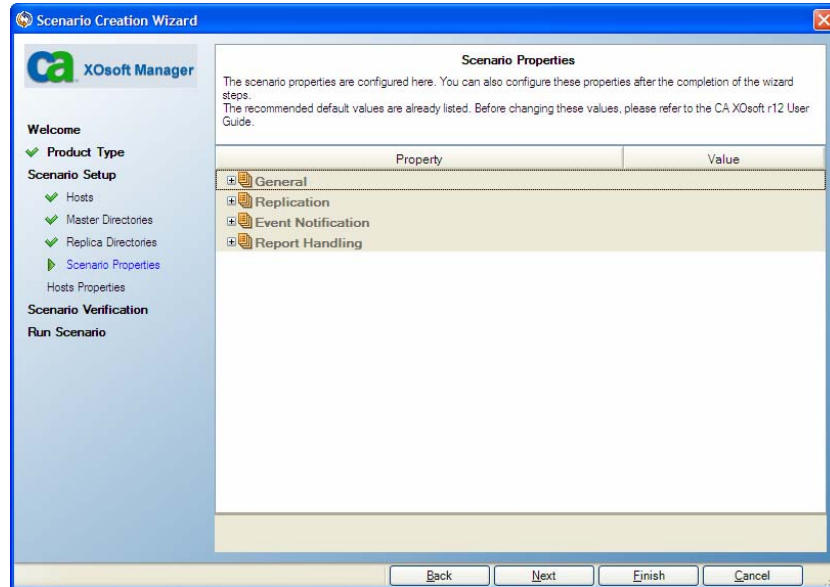 Scenario Creation Wizard
ca XOsoft Manager
Welcome
Product Type
Scenario Setup
Hosts
Master Directories
Replica Directories
Scenario Properties
Hosts Properties
Scenario Verification
Run Scenario
Scenario Properties
The scenario properties are configured here. You can also configure these properties after the completion of the wizard
steps.
The recommended default values are already listed. Before changing these values, please refer to the CA XOsoft r12 User
Guide.
Property Value
General
Replication
Event Notification
Report Handling
Back Next Finish Cancel